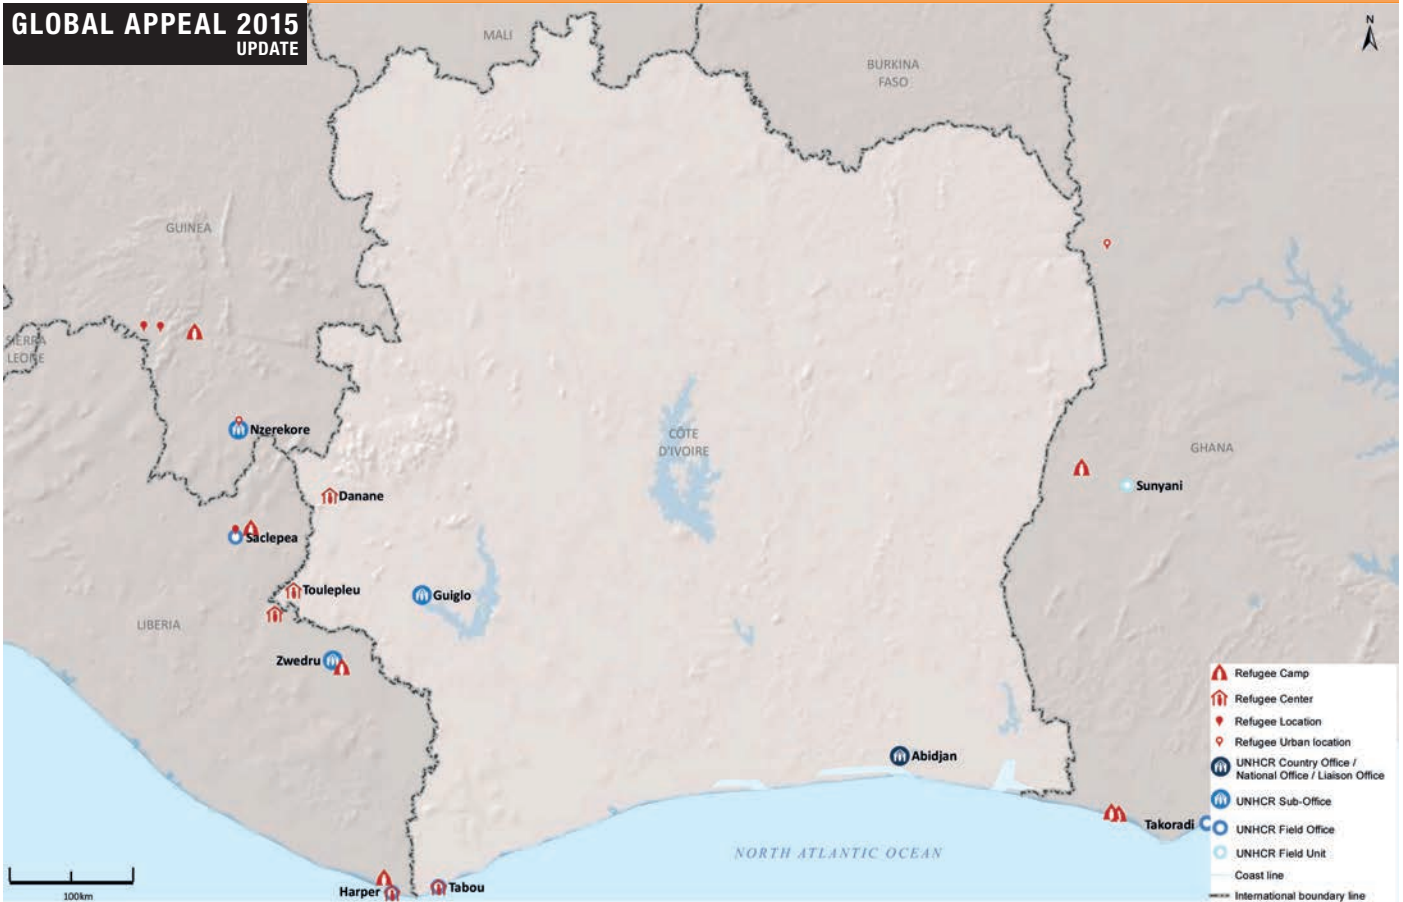 GLOBAL APPEAL 2015
UPDATE
N
MALI
BURKINA
FASO
GUINEA
SIERRA
LEONE
Nzerekore
CÔTE
D'IVOIRE
GHANA
Danane
Sunyani
Saclepea
Toulepleu
Guiglo
LIBERIA
Zwedru
Abidjan
Takoradi
NORTH ATLANTIC OCEAN
Harper
Tabou
100km
Refugee Camp
Refugee Center
Refugee Location
Refugee Urban location
UNHCR Country Office /
National Office / Liaison Office
UNHCR Sub-Office
UNHCR Field Office
UNHCR Field Unit
Coast line
International boundary line